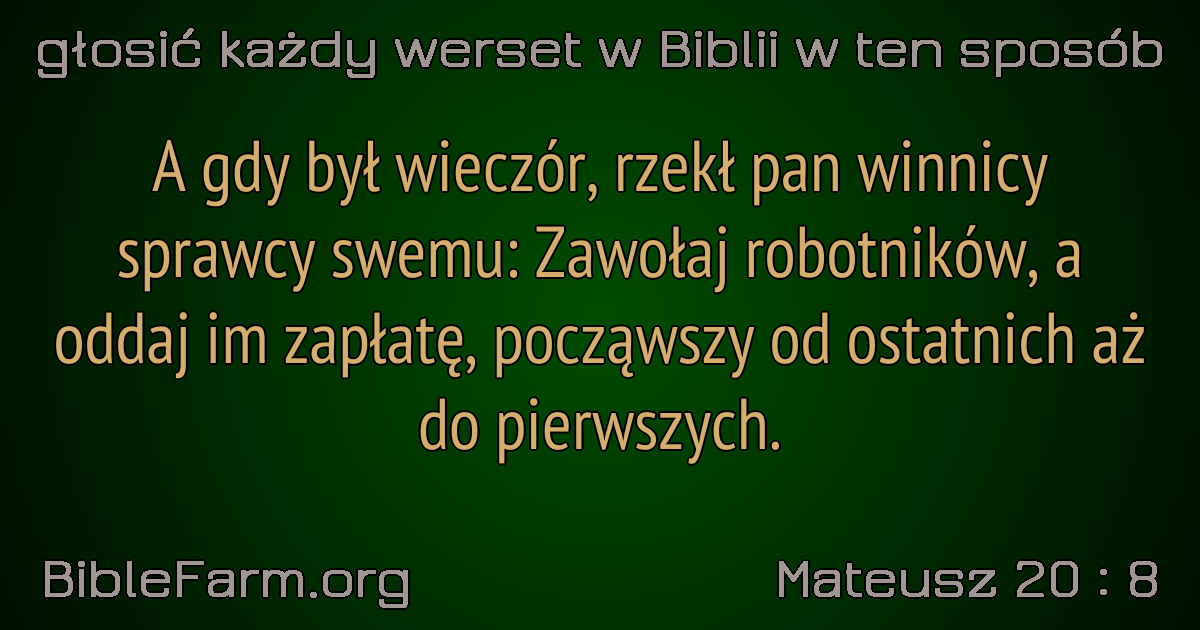 głosić każdy werset w Biblii w ten sposób
A gdy był wieczór, rzekł pan winnicy
sprawcy swemu: Zawołaj robotników, a
oddaj im zapłatę, począwszy od ostatnich aż
do pierwszych.
BibleFarm.org
Mateusz 20 : 8